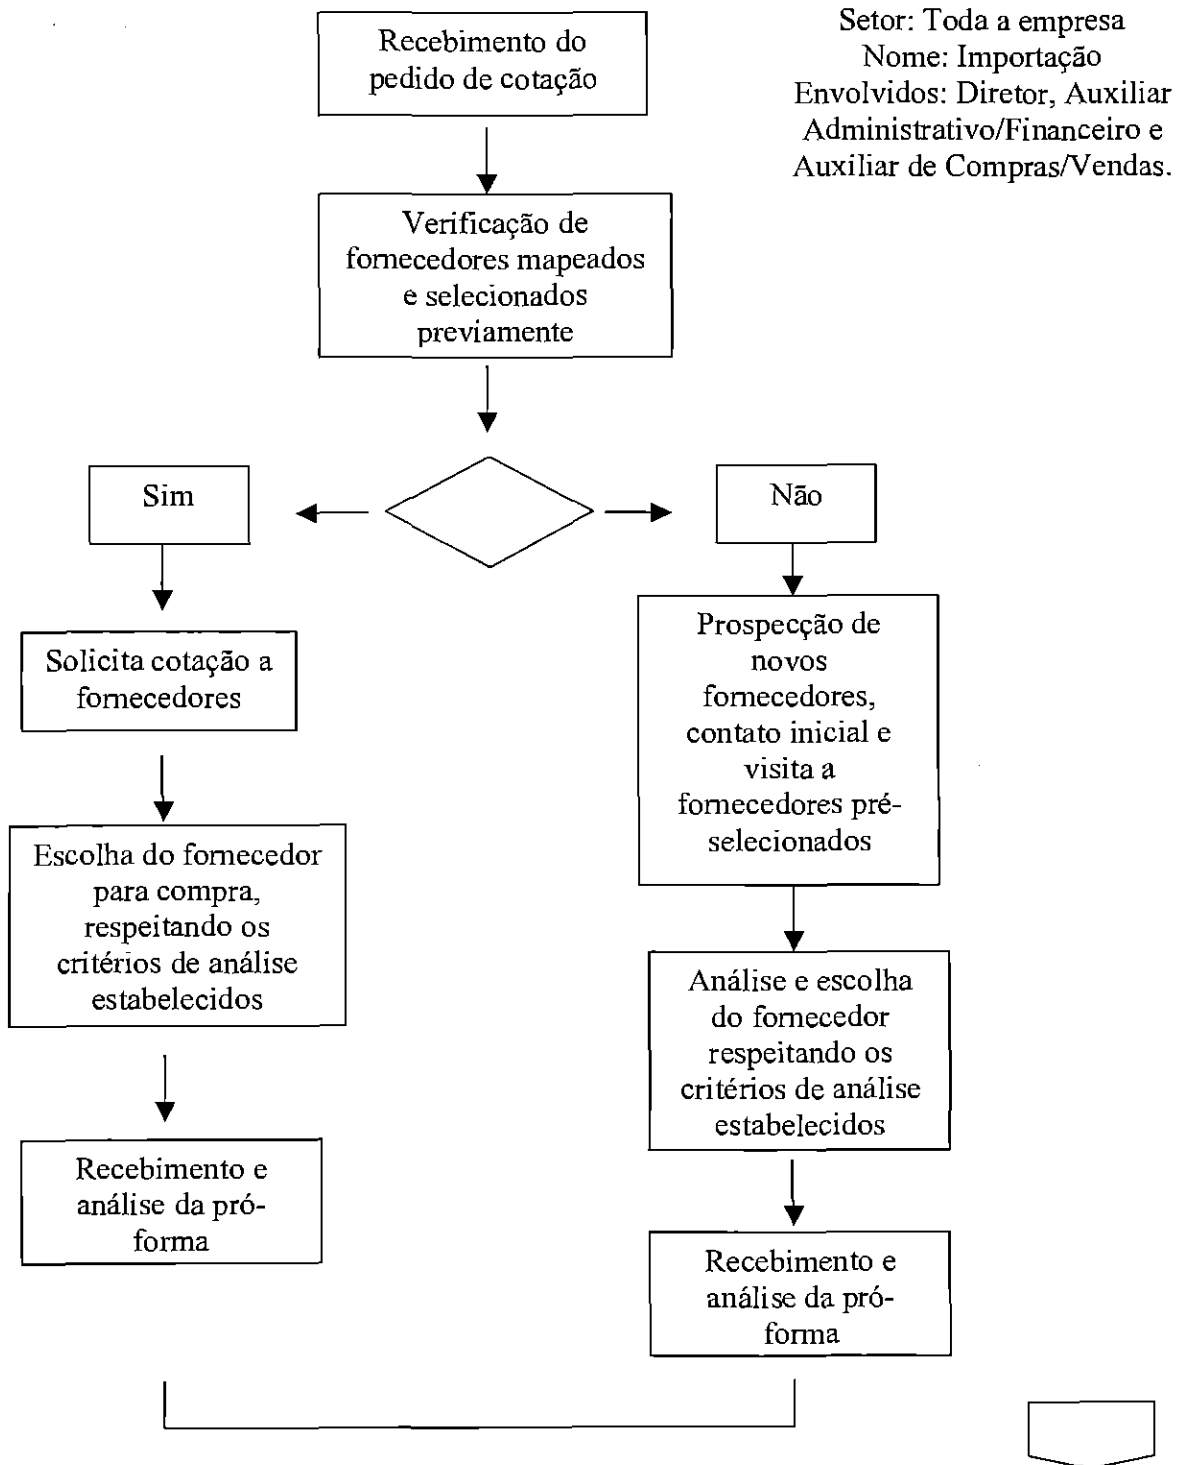 Setor: Toda a empresa
Nome: Importação
Envolvidos: Diretor, Auxiliar
Administrativo/Financeiro e
Auxiliar de Compras/Vendas.
Recebimento do
pedido de cotação
Verificação de
fornecedores mapeados
e selecionados
previamente
Sim
Não
Solicita cotação a
fornecedores
Escolha do fornecedor
para compra,
respeitando os
critérios de análise
estabelecidos
Recebimento e
análise da pró-
forma
Prospecção de
novos
fornecedores,
contato inicial e
visita a
fornecedores pré-
selecionados
Análise e escolha
do fornecedor
respeitando os
critérios de análise
estabelecidos
Recebimento e
análise da pró-
forma